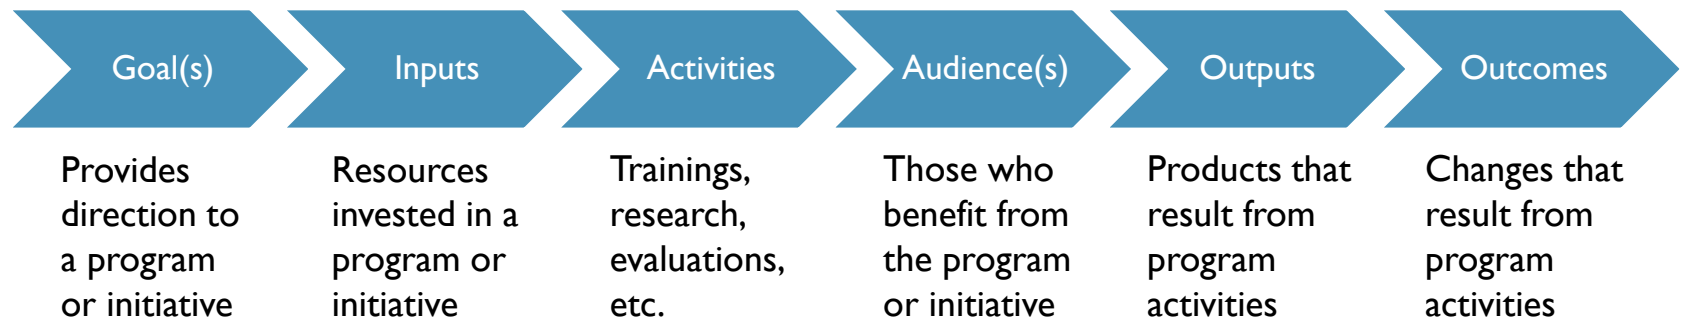 Goal(s)
Inputs
Activities
Audience(s)
Outputs
Outcomes
Provides
direction to
a program
or initiative
Resources
invested in a
program or
initiative
Trainings,
research,
evaluations,
etc.
Those who
benefit from
the program
or initiative
Products that
result from
program
activities
Changes that
result from
program
activities